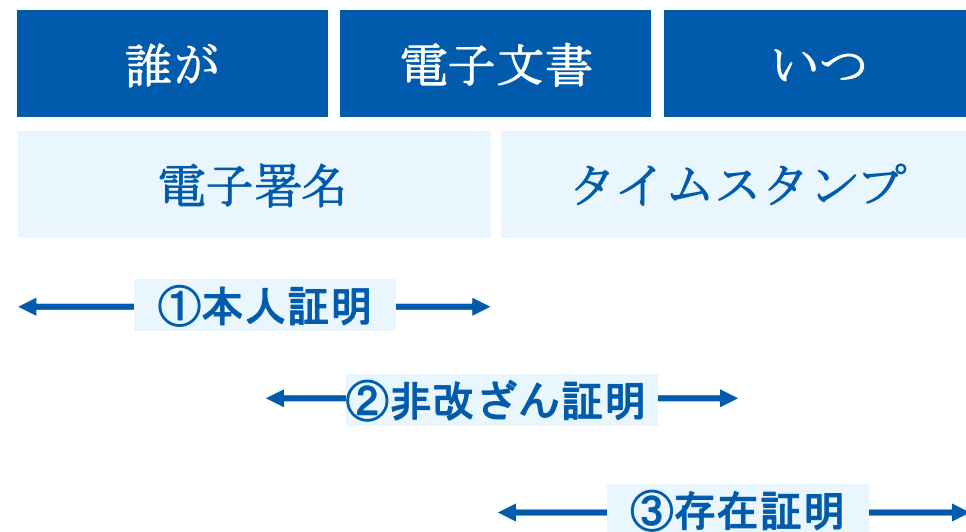 誰が 電子文書 いつ
電子署名 タイムスタンプ
①本人証明
②非改ざん証明
③存在証明